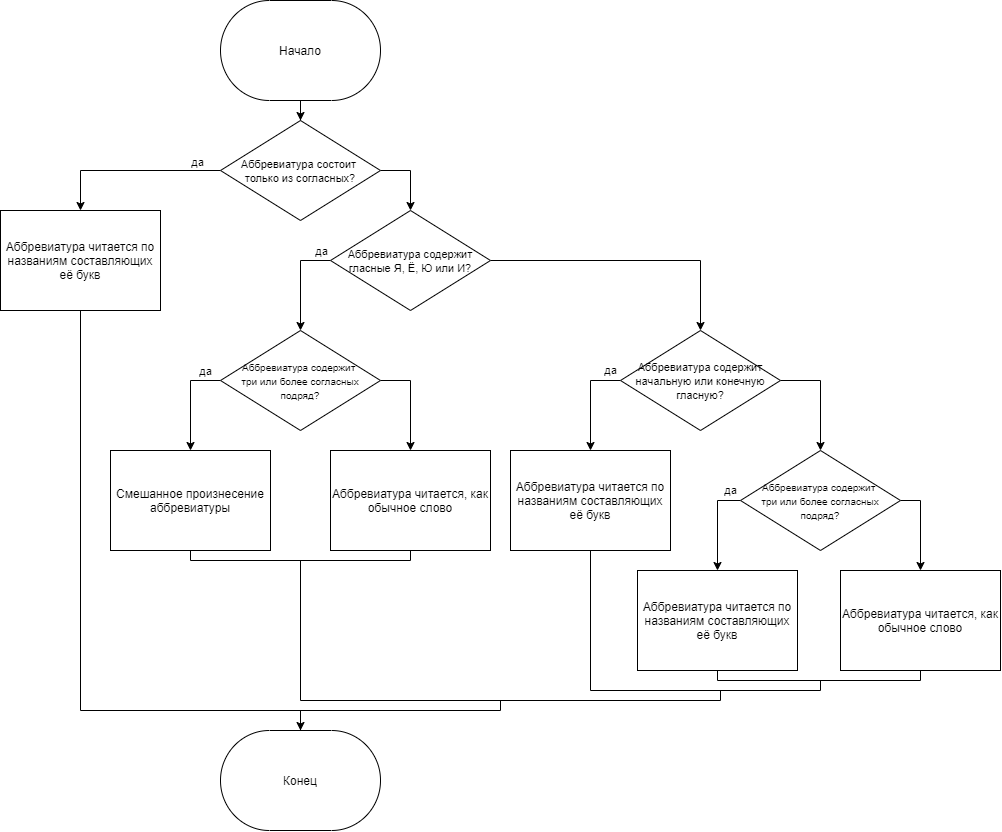 Начало
Аббревиатура состоит
только из согласных?
да
Аббревиатура читается по
названиям составляющих
её букв
да
Аббревиатура содержит
гласные Я, Ё, Ю или И?
да
Аббревиатура содержит
три или более согласных
подряд?
да
Аббревиатура содержит
начальную или конечную
гласную?
Смешанное произнесение
аббревиатуры
Аббревиатура читается, как
обычное слово
Аббревиатура читается по
названиям составляющих
её букв
да
Аббревиатура содержит
три или более согласных
подряд?
Аббревиатура читается по
названиям составляющих
её букв
Аббревиатура читается, как
обычное слово
Конец